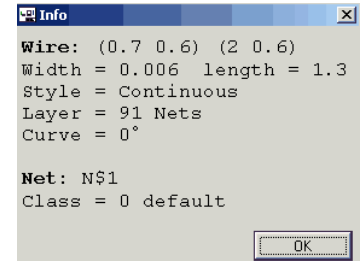 Info
Wire: (0.7 0.6) (2 0.6)
Width = 0.006 length = 1.3
Style = Continuous
Layer = 91 Nets
Curve = 0°
Net: N$1
Class = 0 default
OK